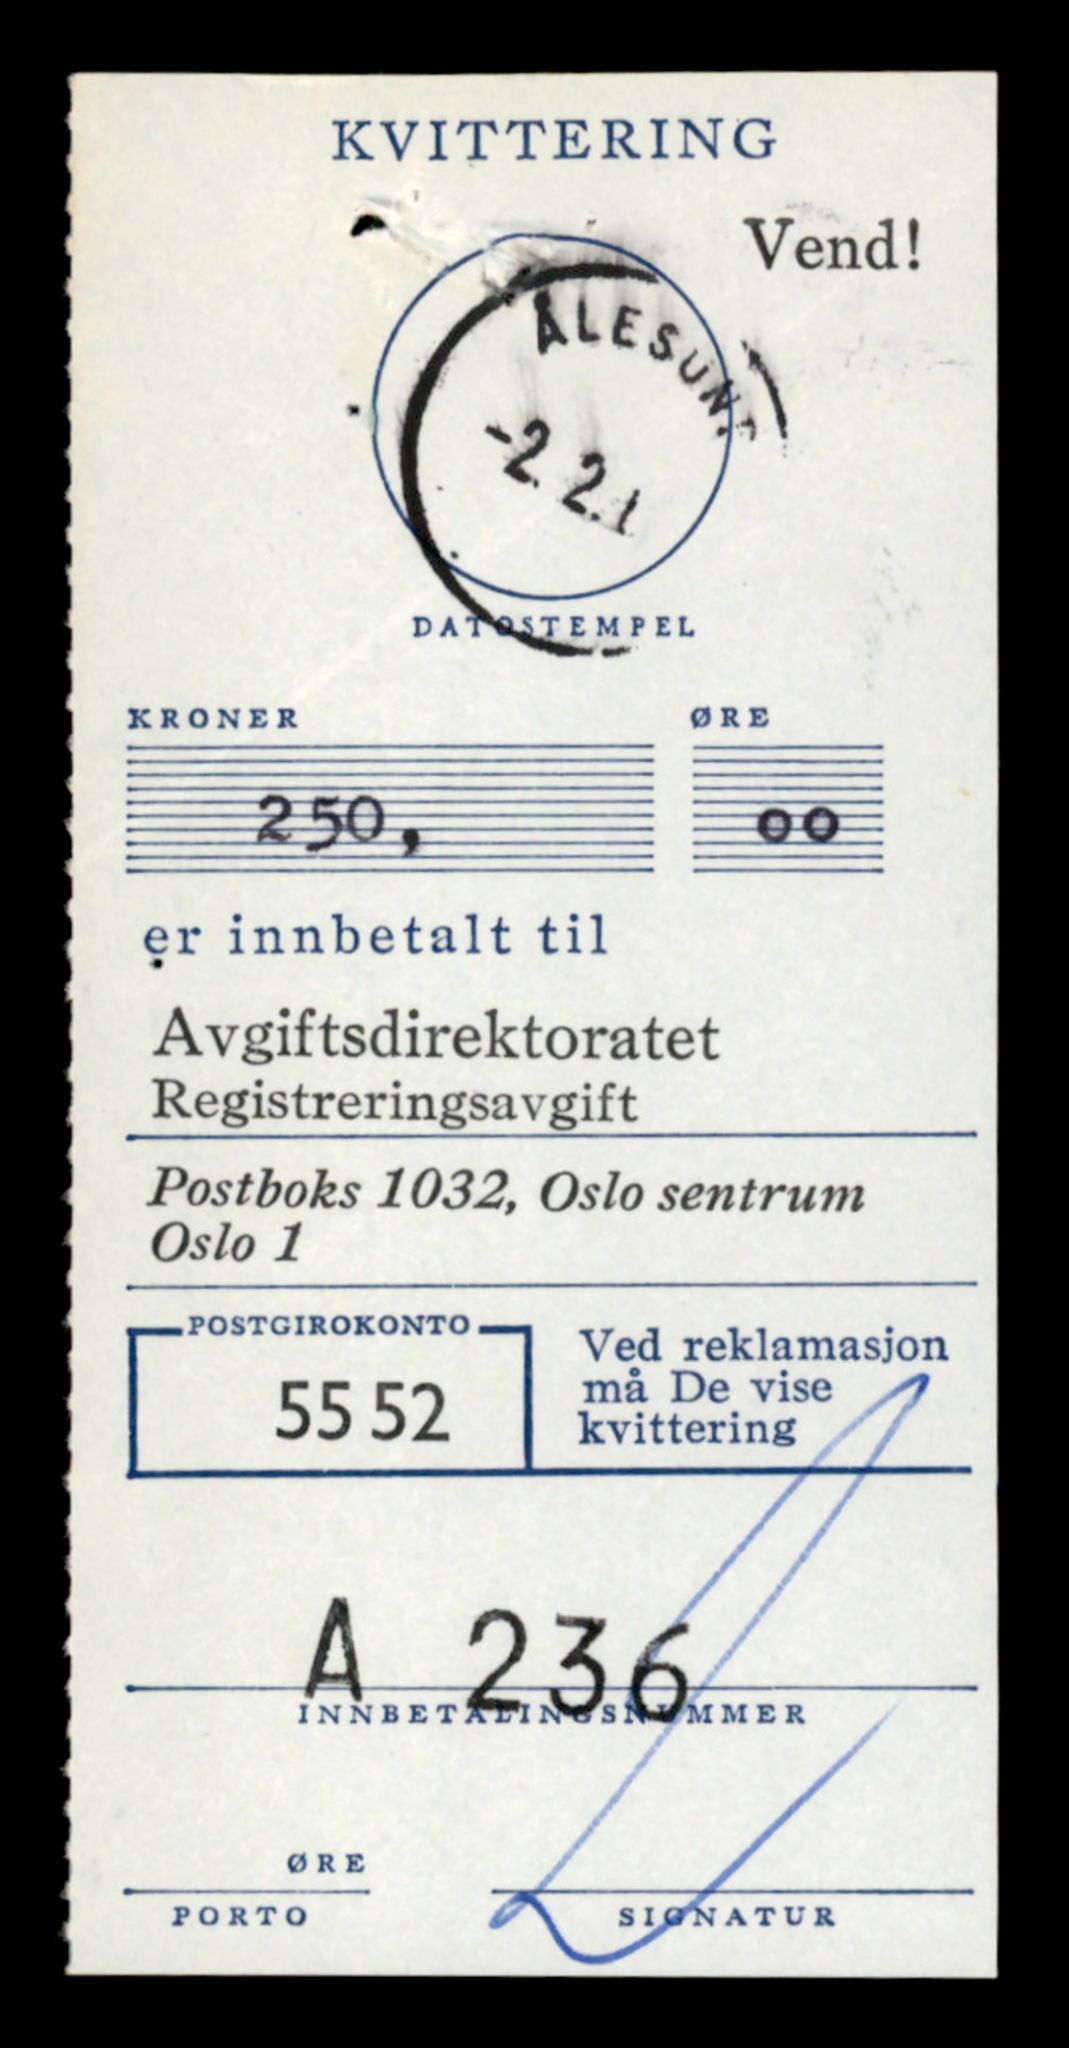 KVITTERING
Vend!
ÅLESUND
-2. 2. 1
DATOSTEMPEL
KRONER ØRE
250, 00
er innbetalt til
Avgiftsdirektoratet
Registreringsavgift
Postboks 1032, Oslo sentrum
Oslo 1
POSTGIROKONTO
55 52
Ved reklamasjon
må De vise
kvittering
A 236
INNBETALINGSNUMMER
ØRE
PORTO
SIGNATUR